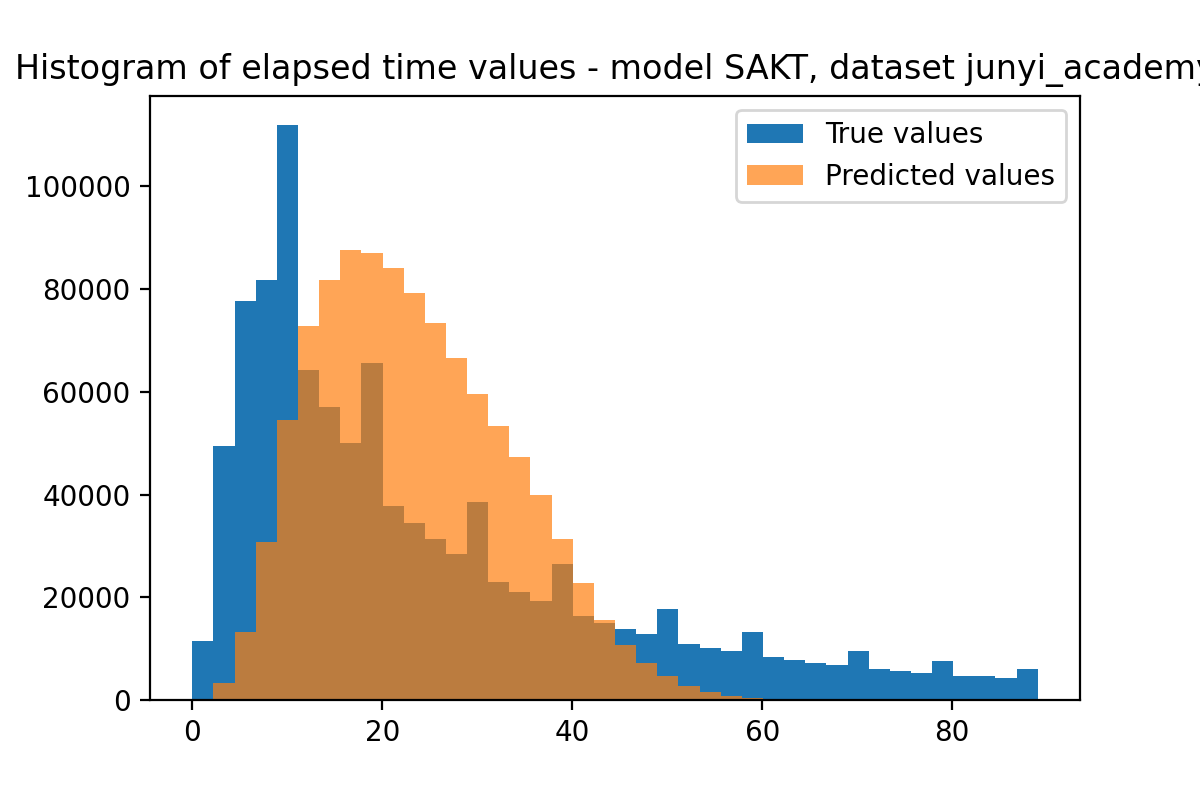 Histogram of elapsed time values - model SAKT, dataset junyi_academy
True values
Predicted values
100000
80000
60000
40000
20000
0
0 20 40 60 80